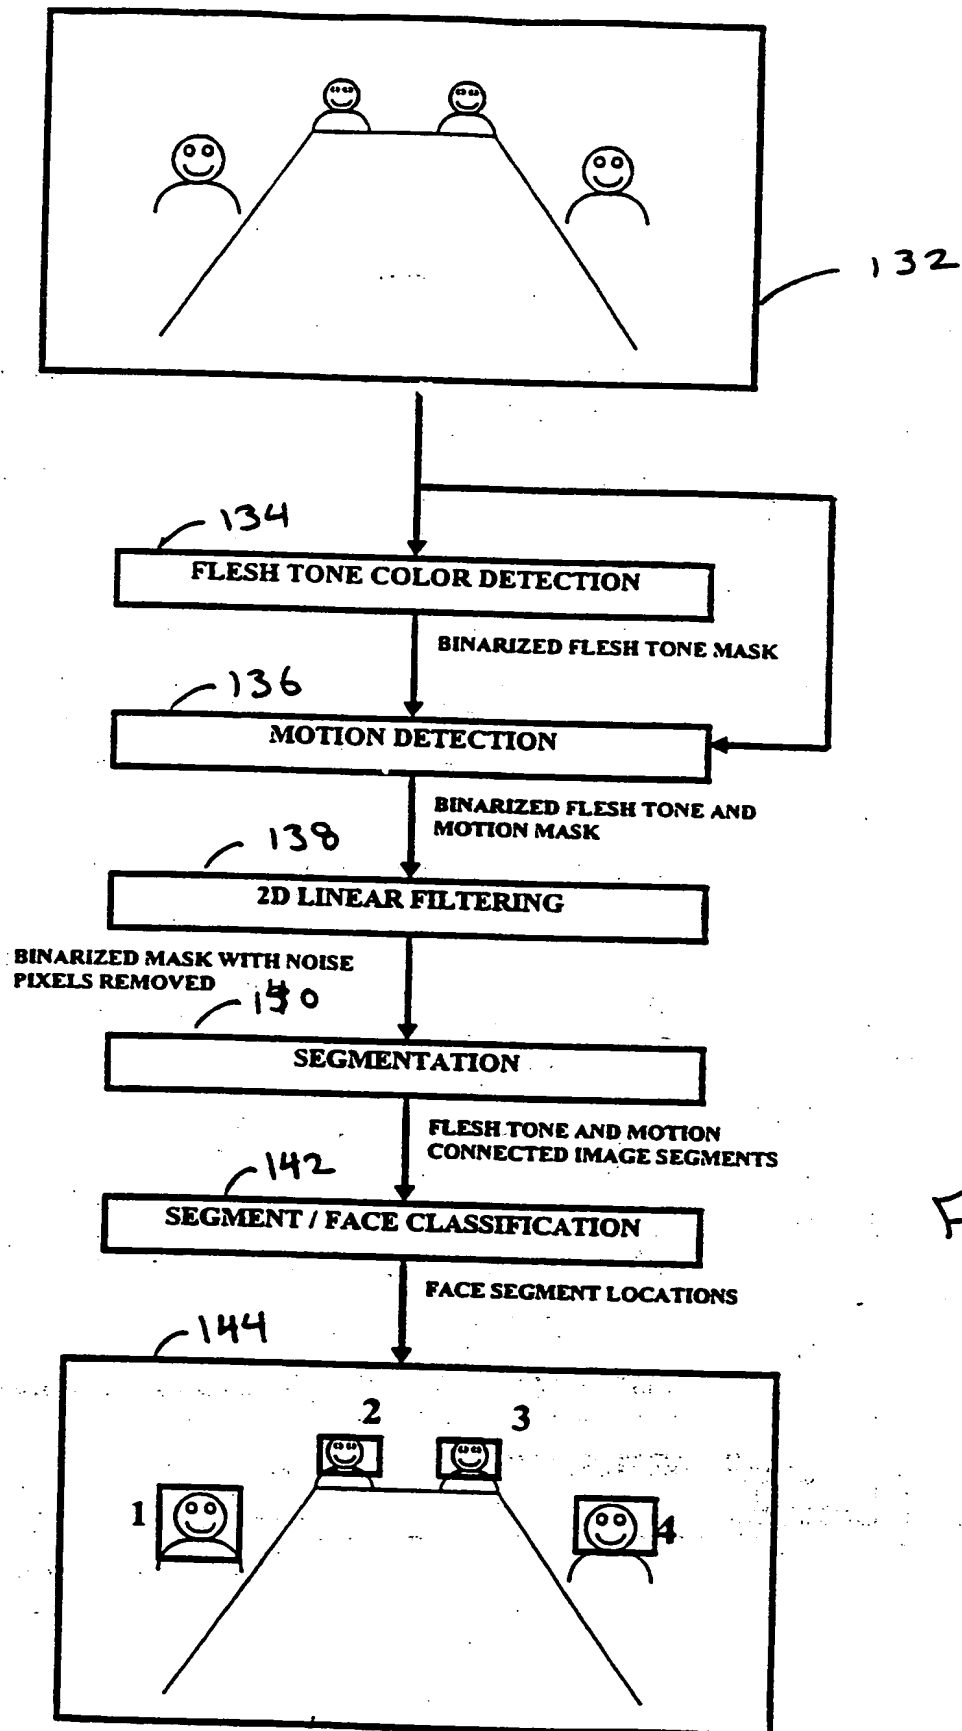 132
134
FLESH TONE COLOR DETECTION
BINARIZED FLESH TONE MASK
136
MOTION DETECTION
BINARIZED FLESH TONE AND
MOTION MASK
138
2D LINEAR FILTERING
BINARIZED MASK WITH NOISE
PIXELS REMOVED
140
SEGMENTATION
FLESH TONE AND MOTION
CONNECTED IMAGE SEGMENTS
142
SEGMENT / FACE CLASSIFICATION
FACE SEGMENT LOCATIONS
144
2
3
1
4